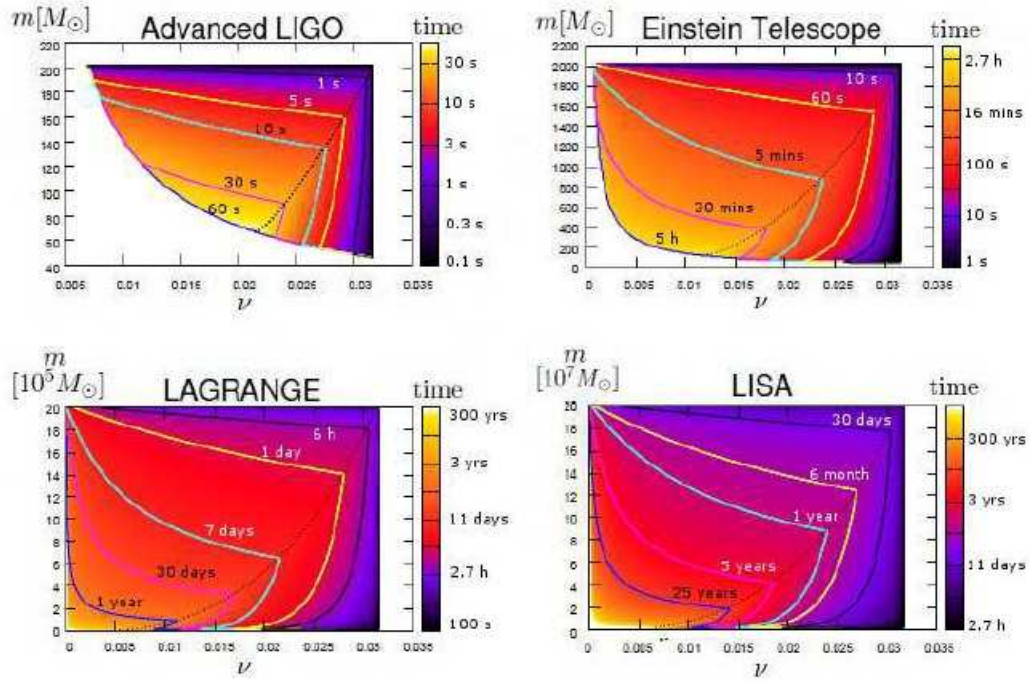 m[M⊙] Advanced LIGO time
220
200
180
160
140
120
100
80
60
40
0.005 0.01 0.015 0.02 0.025 0.03 0.035
ν
1 s
5 s
10 s
30 s
60 s
30 s
10 s
3 s
1 s
0.3 s
0.1 s
m[M⊙] Einstein Telescope time
2200
2000
1800
1600
1400
1200
1000
800
600
400
200
0
0 0.005 0.01 0.015 0.02 0.025 0.03 0.035
ν
10 s
60 s
5 mins
30 mins
5 h
2.7 h
16 mins
100 s
10 s
1 s
m
[10⁵M⊙] LAGRANGE time
20
18
16
14
12
10
8
6
4
2
0
0 0.005 0.01 0.015 0.02 0.025 0.03 0.035
ν
6 h
1 day
7 days
30 days
1 year
300 yrs
3 yrs
11 days
2.7 h
100 s
m
[10⁷M⊙] LISA time
20
18
16
14
12
10
8
6
4
2
0
0 0.005 0.01 0.02 0.025 0.03 0.035
ν
30 days
6 month
1 year
5 years
25 years
300 yrs
3 yrs
11 days
2.7 h